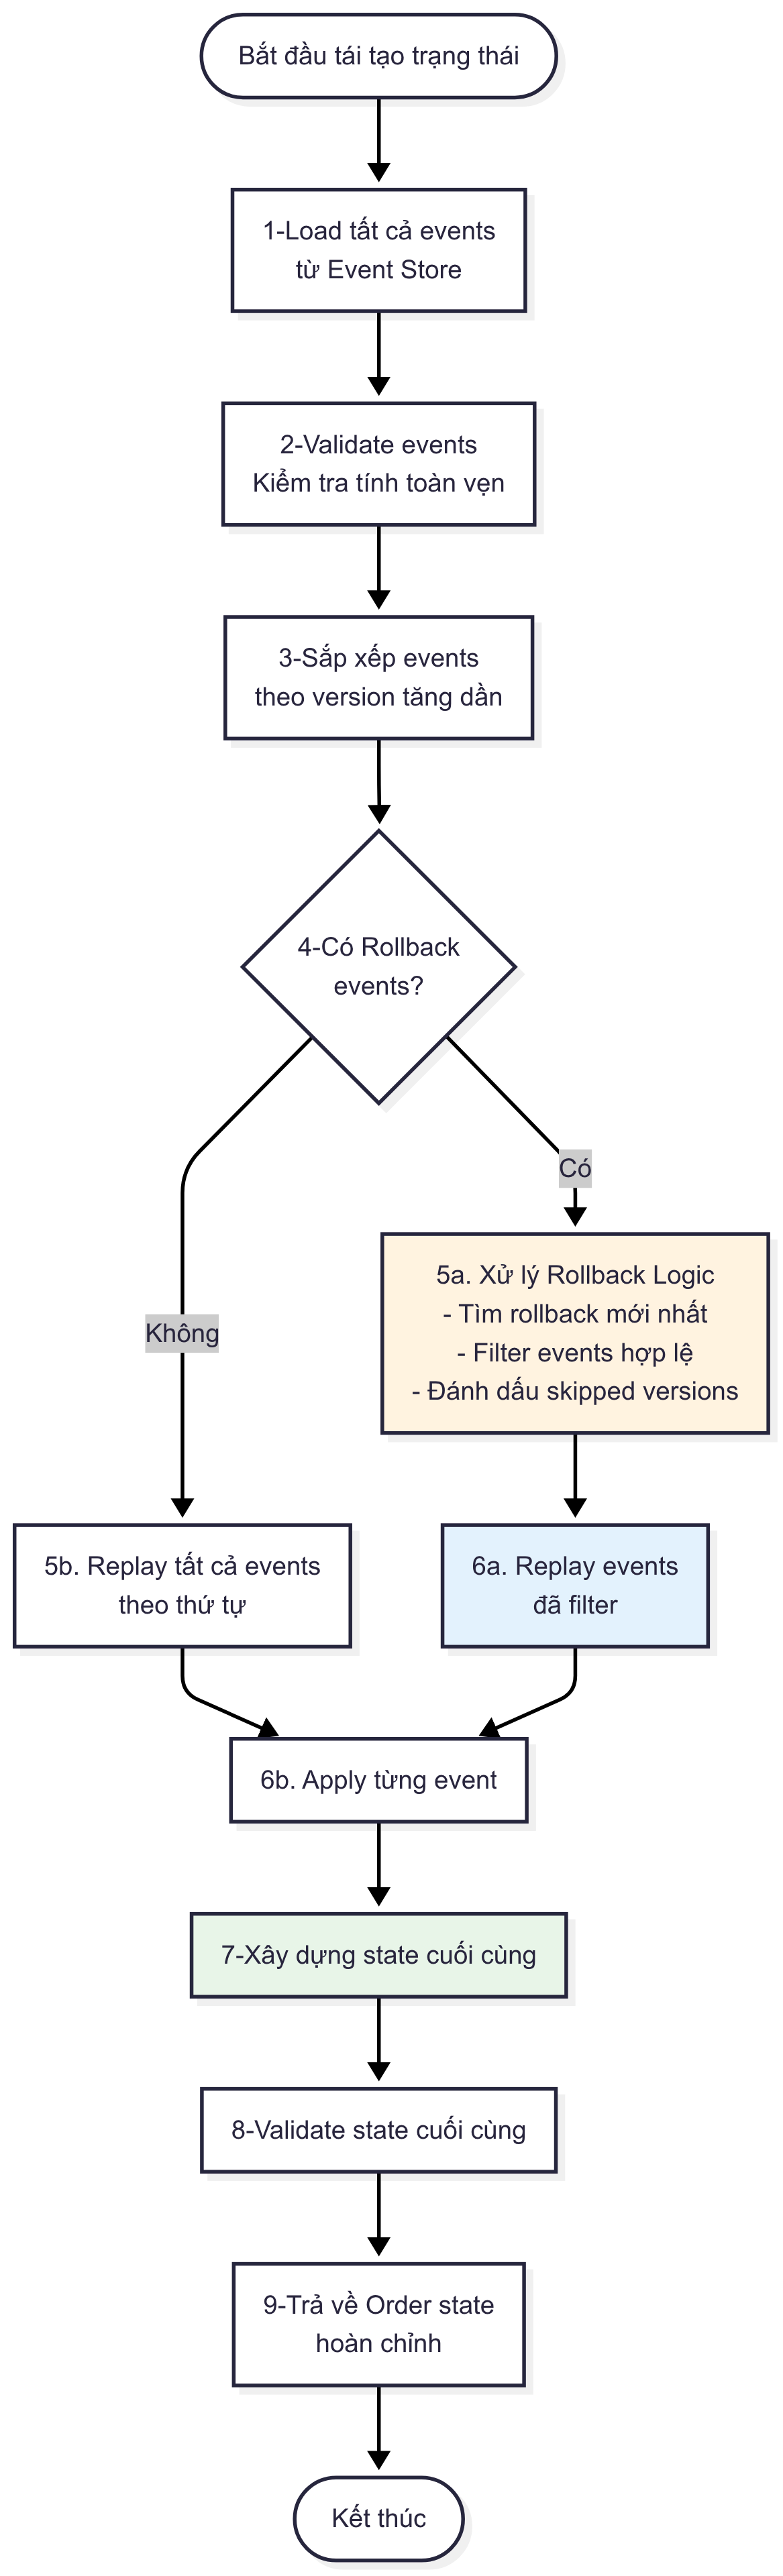 Bắt đầu tái tạo trạng thái
1-Load tất cả events
từ Event Store
2-Validate events
Kiểm tra tính toàn vẹn
3-Sắp xếp events
theo version tăng dần
4-Có Rollback
events?
Có
5a. Xử lý Rollback Logic
- Tìm rollback mới nhất
- Filter events hợp lệ
- Đánh dấu skipped versions
Không
5b. Replay tất cả events
theo thứ tự
6a. Replay events
đã filter
6b. Apply từng event
7-Xây dựng state cuối cùng
8-Validate state cuối cùng
9-Trả về Order state
hoàn chỉnh
Kết thúc